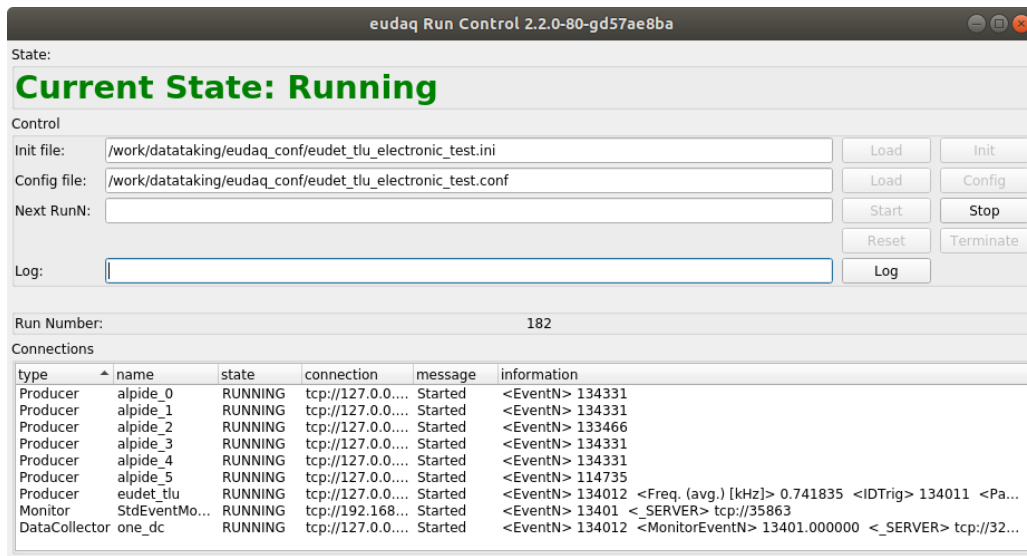 eudaq Run Control 2.2.0-80-gd57ae8ba
State:
Current State: Running
Control
Init file: /work/datataking/eudaq_conf/eudet_tlu_electronic_test.ini Load Init
Config file: /work/datataking/eudaq_conf/eudet_tlu_electronic_test.conf Load Config
Next RunN: Start Stop
Reset Terminate
Log: Log
Run Number: 182
Connections
type name state connection message information
Producer alpide_0 RUNNING tcp://127.0.0.... Started <EventN> 134331
Producer alpide_1 RUNNING tcp://127.0.0.... Started <EventN> 134331
Producer alpide_2 RUNNING tcp://127.0.0.... Started <EventN> 133466
Producer alpide_3 RUNNING tcp://127.0.0.... Started <EventN> 134331
Producer alpide_4 RUNNING tcp://127.0.0.... Started <EventN> 134331
Producer alpide_5 RUNNING tcp://127.0.0.... Started <EventN> 114735
Producer eudet_tlu RUNNING tcp://127.0.0.... Started <EventN> 134012 <Freq. (avg.) [kHz]> 0.741835 <IDTrig> 134011 <Pa...
Monitor StdEventMo... RUNNING tcp://192.168... Started <EventN> 13401 <_SERVER> tcp://35863
DataCollector one_dc RUNNING tcp://127.0.0.... Started <EventN> 134012 <MonitorEventN> 13401.000000 <_SERVER> tcp://32...